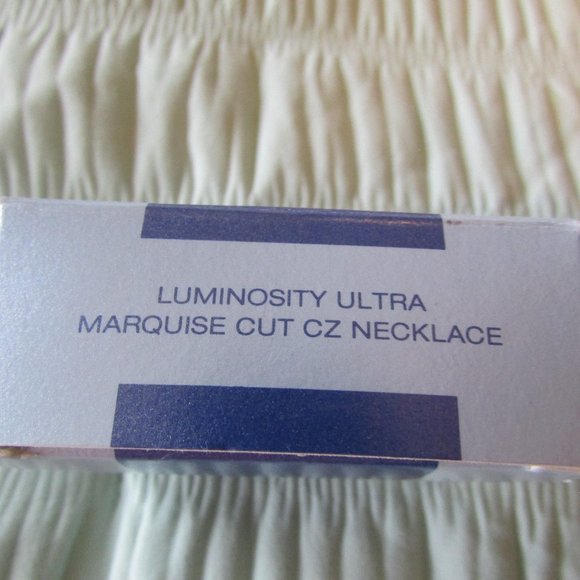 LUMINOSITY ULTRA
MARQUISE CUT CZ NECKLACE